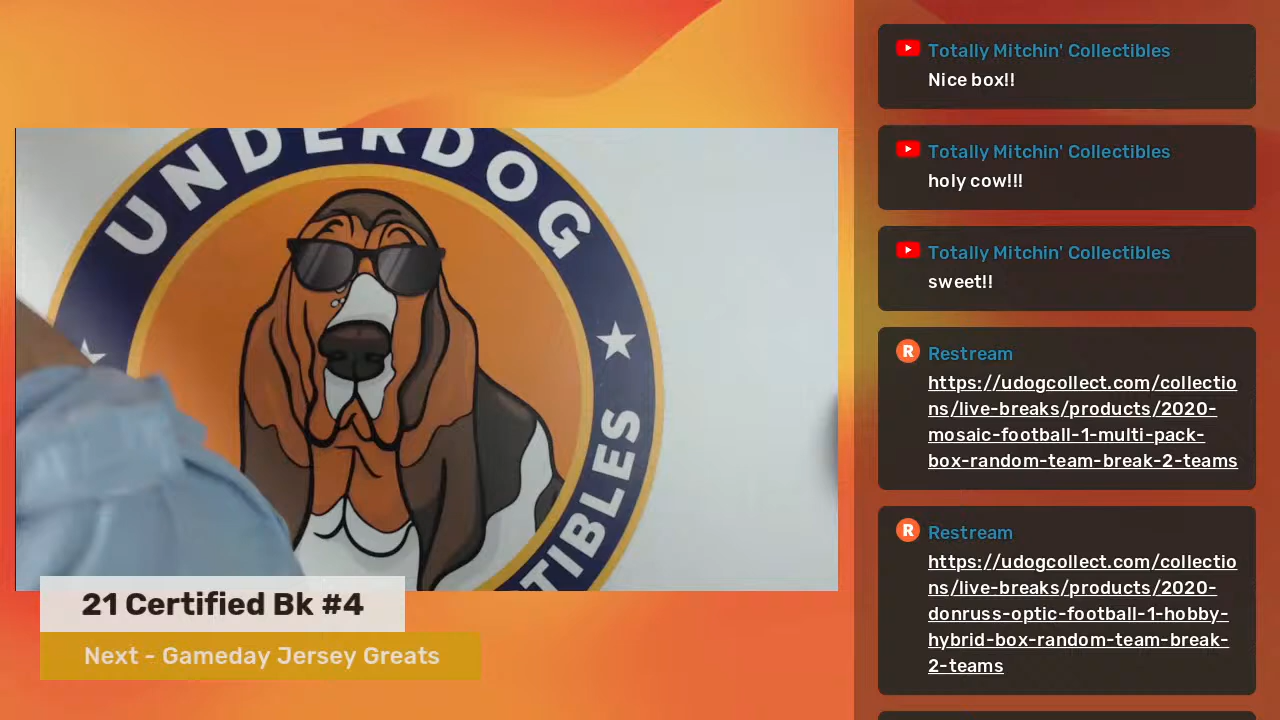 UNDERDOG
TIBLES
21 Certified Bk #4
Next - Gameday Jersey Greats
Totally Mitchin' Collectibles
Nice box!!
Totally Mitchin' Collectibles
holy cow!!!
Totally Mitchin' Collectibles
sweet!!
R Restream
https://udogcollect.com/collectio
ns/live-breaks/products/2020-
mosaic-football-1-multi-pack-
box-random-team-break-2-teams
R Restream
https://udogcollect.com/collectio
ns/live-breaks/products/2020-
donruss-optic-football-1-hobby-
hybrid-box-random-team-break-
2-teams